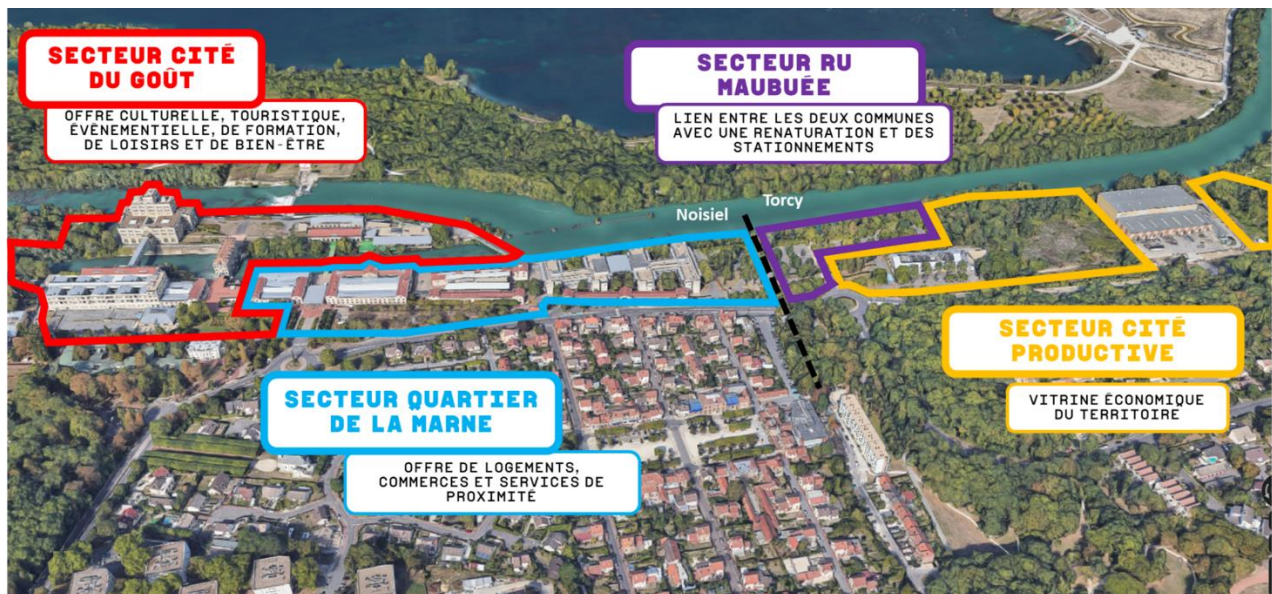 SECTEUR CITÉ
DU GOÛT
OFFRE CULTURELLE, TOURISTIQUE,
ÉVÈNEMENTIELLE, DE FORMATION,
DE LOISIRS ET DE BIEN-ÊTRE
SECTEUR RU
MAUBUÉE
LIEN ENTRE LES DEUX COMMUNES
AVEC UNE RENATURATION ET DES
STATIONNEMENTS
Noisiel
Torcy
SECTEUR QUARTIER
DE LA MARNE
OFFRE DE LOGEMENTS,
COMMERCES ET SERVICES DE
PROXIMITÉ
SECTEUR CITÉ
PRODUCTIVE
VITRINE ÉCONOMIQUE
DU TERRITOIRE